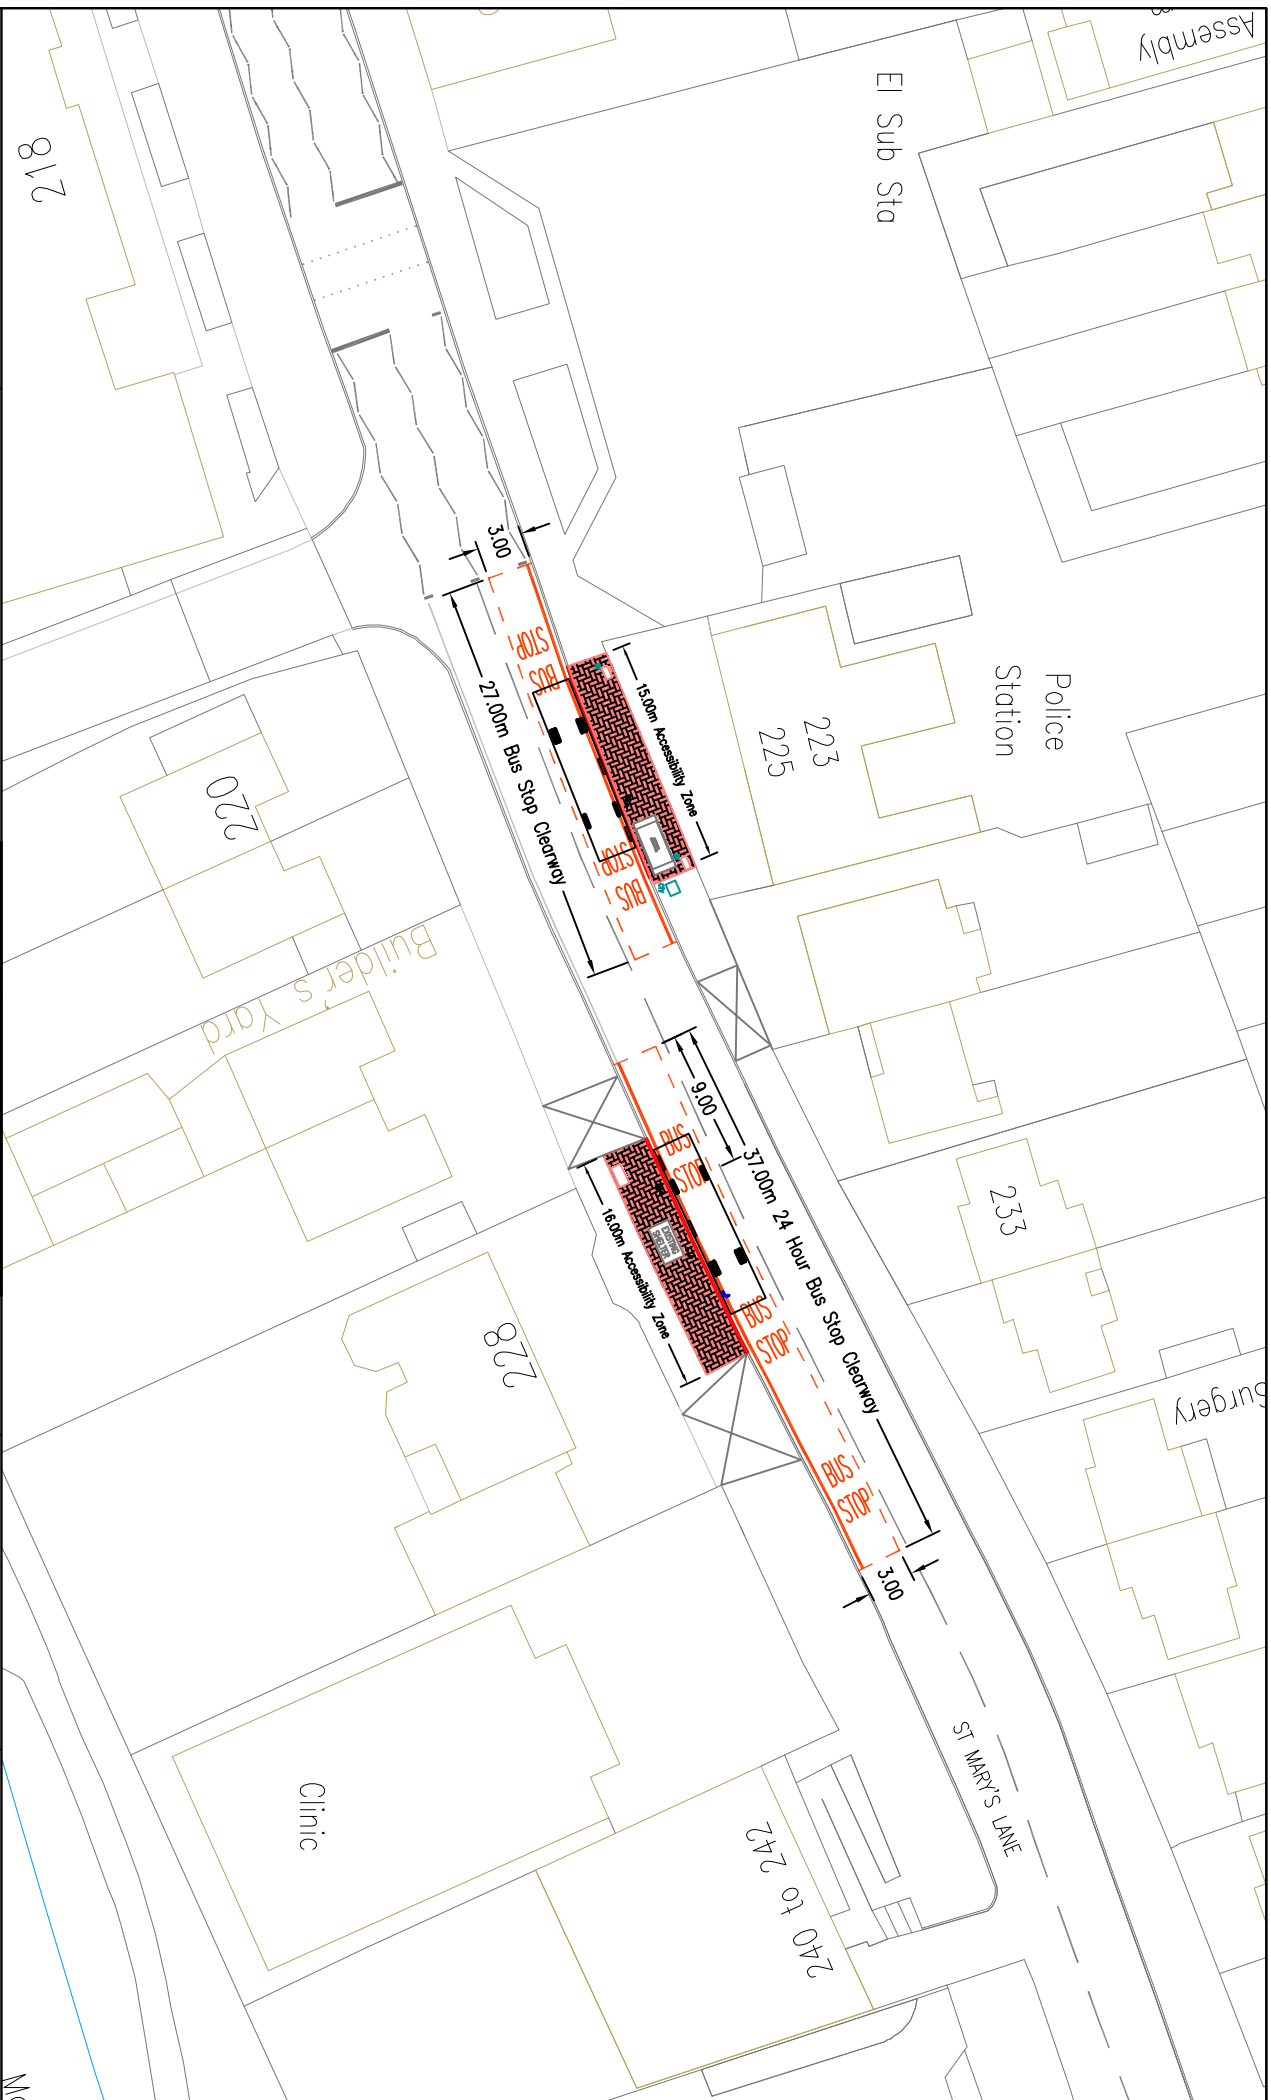 Assembly
El Sub Sta
218
Police
Station
223
225
3.00
STOP
BUS
15.00m Accessibility Zone
27.00m Bus Stop Clearway
STOP
BUS
220
Builder's Yard
9.00
37.00m 24 Hour Bus Stop Clearway
BUS
STOP
EXISTING
SHELTER
16.00m Accessibility Zone
BUS
STOP
233
228
Surgery
BUS
STOP
3.00
ST MARY'S LANE
Clinic
240 to 242